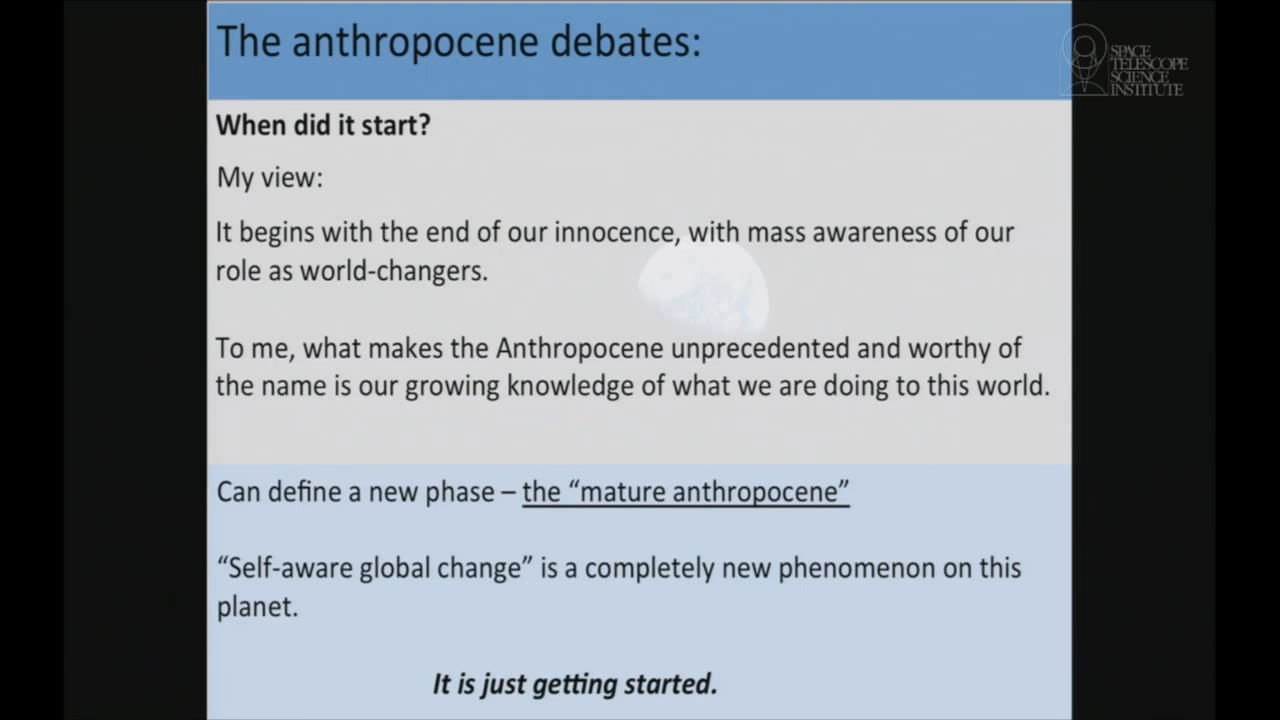 The anthropocene debates:
SPACE
TELESCOPE
SCIENCE
INSTITUTE
When did it start?
My view:
It begins with the end of our innocence, with mass awareness of our
role as world-changers.
To me, what makes the Anthropocene unprecedented and worthy of
the name is our growing knowledge of what we are doing to this world.
Can define a new phase – the “mature anthropocene”
“Self-aware global change” is a completely new phenomenon on this
planet.
It is just getting started.